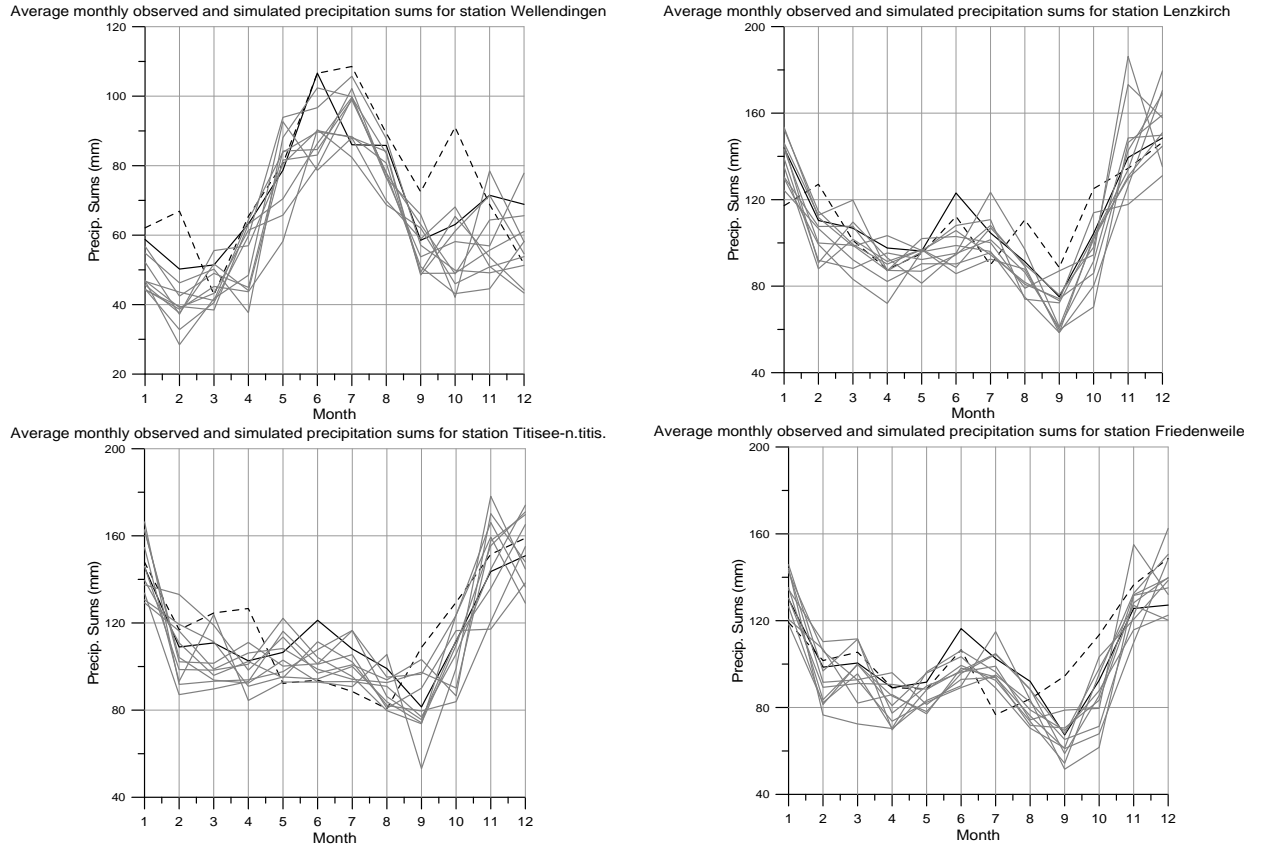 Average monthly observed and simulated precipitation sums for station Wellendingen
120
100
80
60
40
20
Precip. Sums (mm)
1 2 3 4 5 6 7 8 9 10 11 12
Month
Average monthly observed and simulated precipitation sums for station Lenzkirch
200
160
120
80
40
Precip. Sums (mm)
1 2 3 4 5 6 7 8 9 10 11 12
Month
Average monthly observed and simulated precipitation sums for station Titisee-n.titis.
200
160
120
80
40
Precip. Sums (mm)
1 2 3 4 5 6 7 8 9 10 11 12
Month
Average monthly observed and simulated precipitation sums for station Friedenweile
200
160
120
80
40
Precip. Sums (mm)
1 2 3 4 5 6 7 8 9 10 11 12
Month